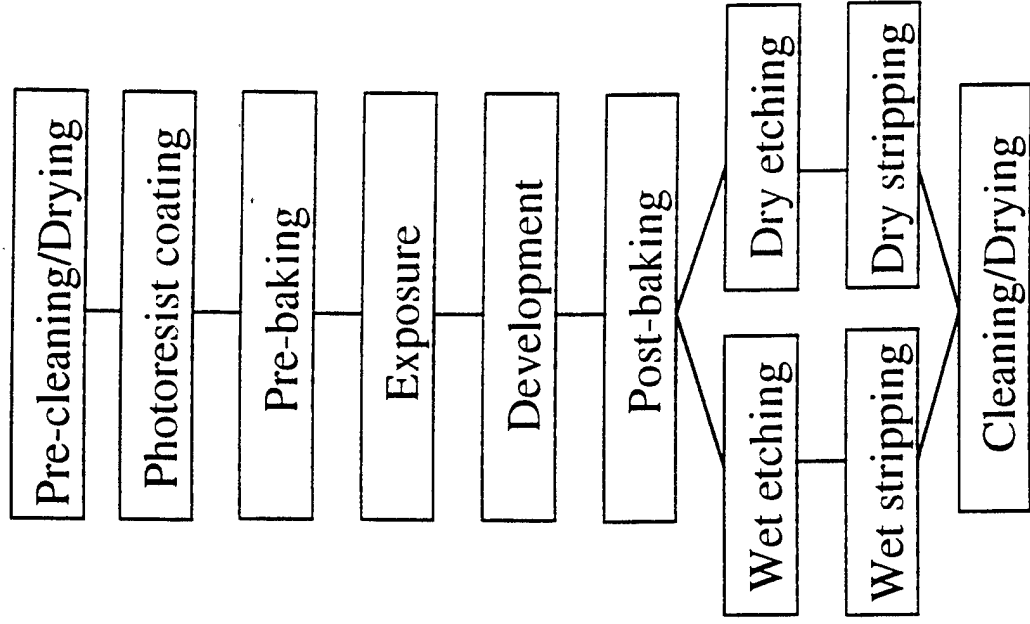 Pre-cleaning/Drying
Photoresist coating
Pre-baking
Exposure
Development
Post-baking
Wet etching
Dry etching
Wet stripping
Dry stripping
Cleaning/Drying